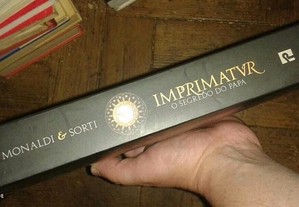 MONALDI & SORTI
IMPRIMATVR
O SEGREDO DO PAPA